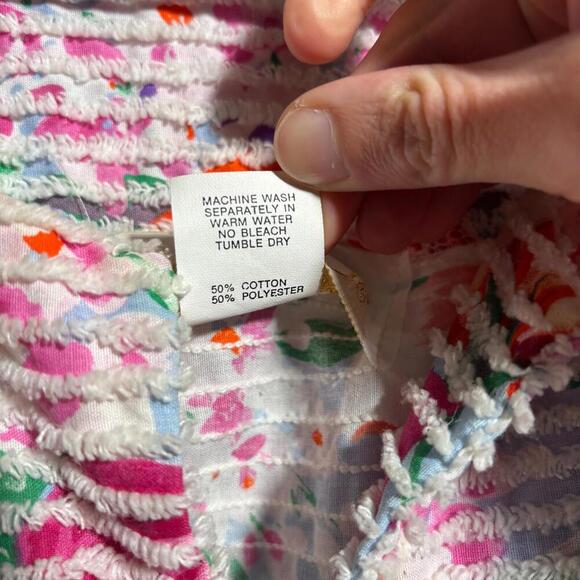 MACHINE WASH
SEPARATELY IN
WARM WATER
NO BLEACH
TUMBLE DRY
50% COTTON
50% POLYESTER